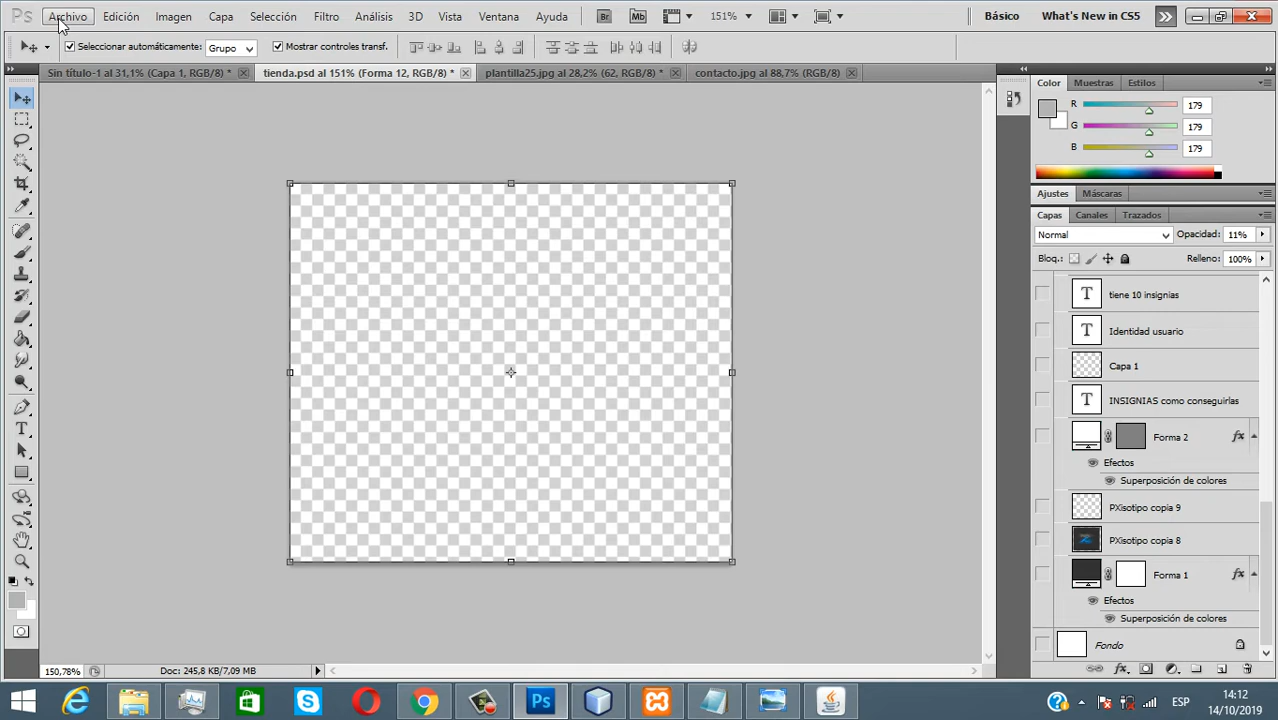 Ps Archivo Edición Imagen Capa Selección Filtro Análisis 3D Vista Ventana Ayuda Br Mb 151% Básico What's New in CS5
Seleccionar automáticamente: Grupo Mostrar controles transf.
Sin título-1 al 31,1% (Capa 1, RGB/8) * tienda.psd al 151% (Forma 12, RGB/8) * plantilla25.jpg al 28,2% (62, RGB/8) * contacto.jpg al 88,7% (RGB/8)
Color Muestras Estilos
R 179
G 179
B 179
Ajustes Máscaras
Capas Canales Trazados
Normal Opacidad: 11%
Bloq.: Relleno: 100%
T tiene 10 insignias
T Identidad usuario
Capa 1
T INSIGNIAS como conseguirlas
Forma 2 fx
Efectos
Superposición de colores
PXisotipo copia 9
PXisotipo copia 8
Forma 1 fx
Efectos
Superposición de colores
Fondo
150,78% Doc: 245,8 KB/7,09 MB
ESP 14:12
14/10/2019